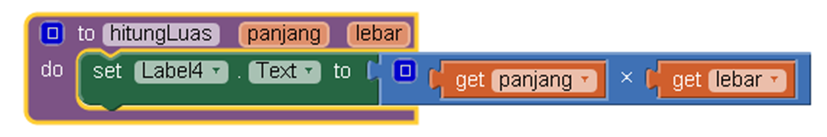 to hitungLuas panjang lebar
do set Label4 . Text to get panjang × get lebar